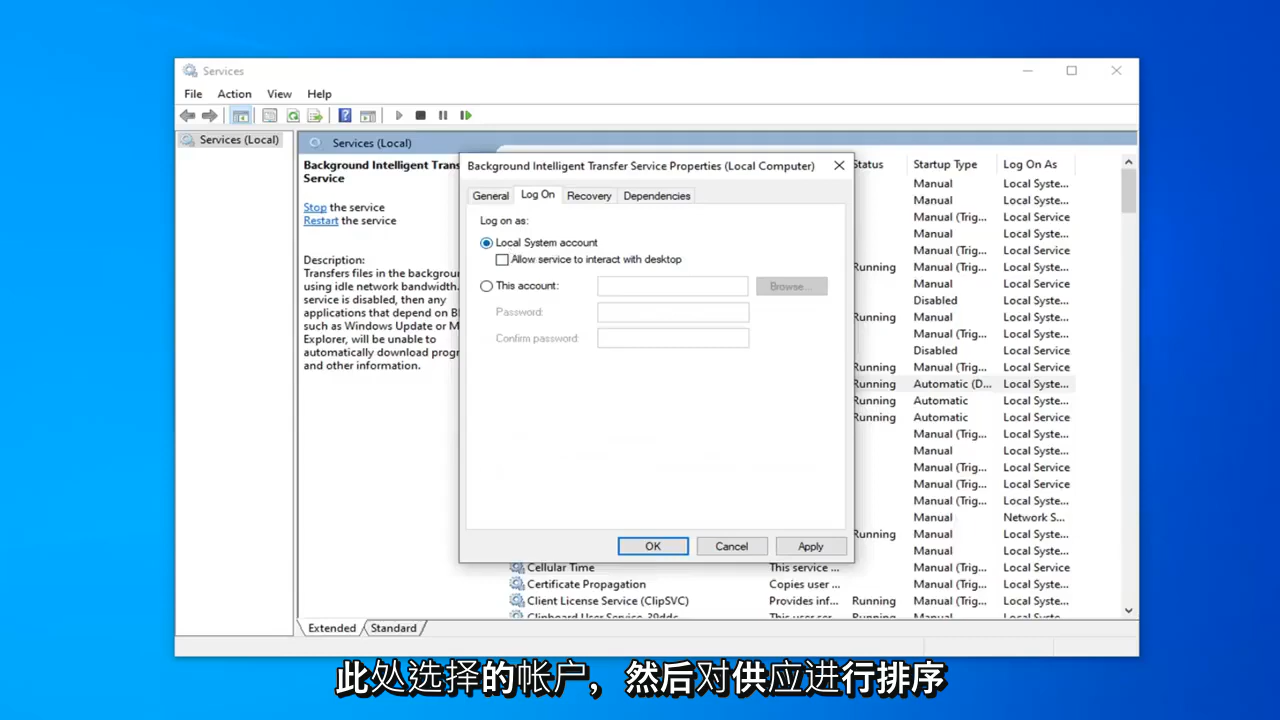 Services
File Action View Help
Services (Local)
Services (Local)
Background Intelligent Trans
Service
Stop the service
Restart the service
Description:
Transfers files in the backgrou
using idle network bandwidth.
service is disabled, then any
applications that depend on B
such as Windows Update or M
Explorer, will be unable to
automatically download progr
and other information.
Background Intelligent Transfer Service Properties (Local Computer)
General Log On Recovery Dependencies
Log on as:
Local System account
Allow service to interact with desktop
This account:
Browse...
Password:
Confirm password:
OK Cancel Apply
Status Startup Type Log On As
Manual Local Syste...
Manual Local Syste...
Manual (Trig... Local Service
Manual Local Syste...
Manual (Trig... Local Service
Running Manual (Trig... Local Syste...
Manual Local Service
Disabled Local Syste...
Running Manual Local Syste...
Manual (Trig... Local Syste...
Disabled Local Service
Manual (Trig... Local Service
Running Automatic (D... Local Syste...
Running Automatic Local Syste...
Running Automatic Local Service
Manual (Trig... Local Syste...
Manual Local Syste...
Manual (Trig... Local Service
Manual (Trig... Local Service
Manual (Trig... Local Syste...
Manual Network S...
Running Manual (Trig... Local Syste...
Manual Local Syste...
Cellular Time This service ... Manual (Trig... Local Service
Certificate Propagation Copies user ... Manual (Trig... Local Syste...
Client License Service (ClipSVC) Provides inf... Running Manual (Trig... Local Syste...
Extended Standard
此处选择的帐户，然后对供应进行排序